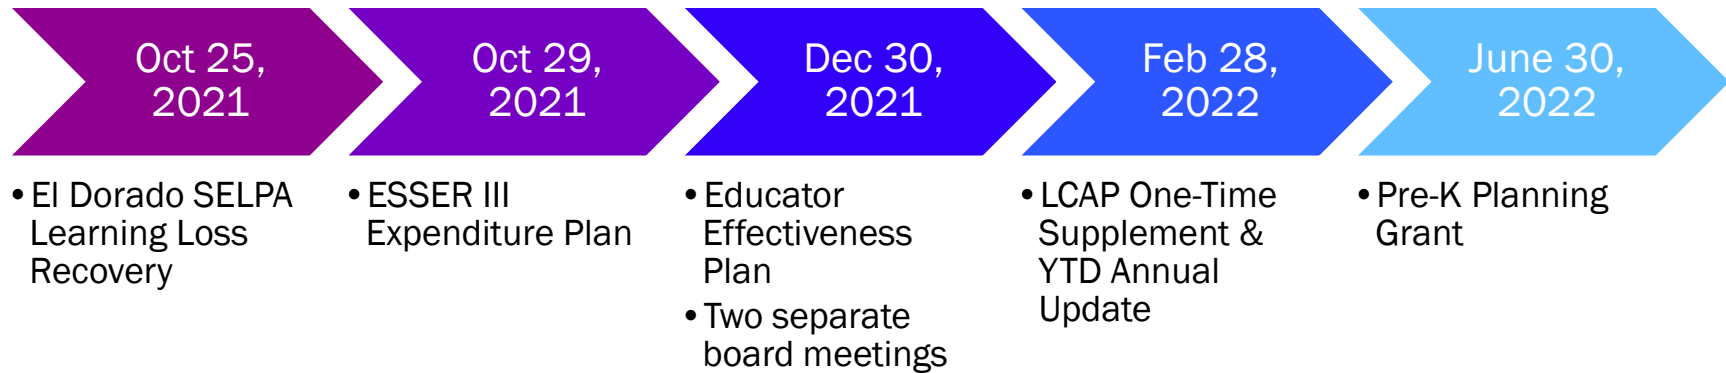 Oct 25,
2021
Oct 29,
2021
Dec 30,
2021
Feb 28,
2022
June 30,
2022
• El Dorado SELPA
Learning Loss
Recovery
• ESSER III
Expenditure Plan
• Educator
Effectiveness
Plan
• Two separate
board meetings
• LCAP One-Time
Supplement &
YTD Annual
Update
• Pre-K Planning
Grant